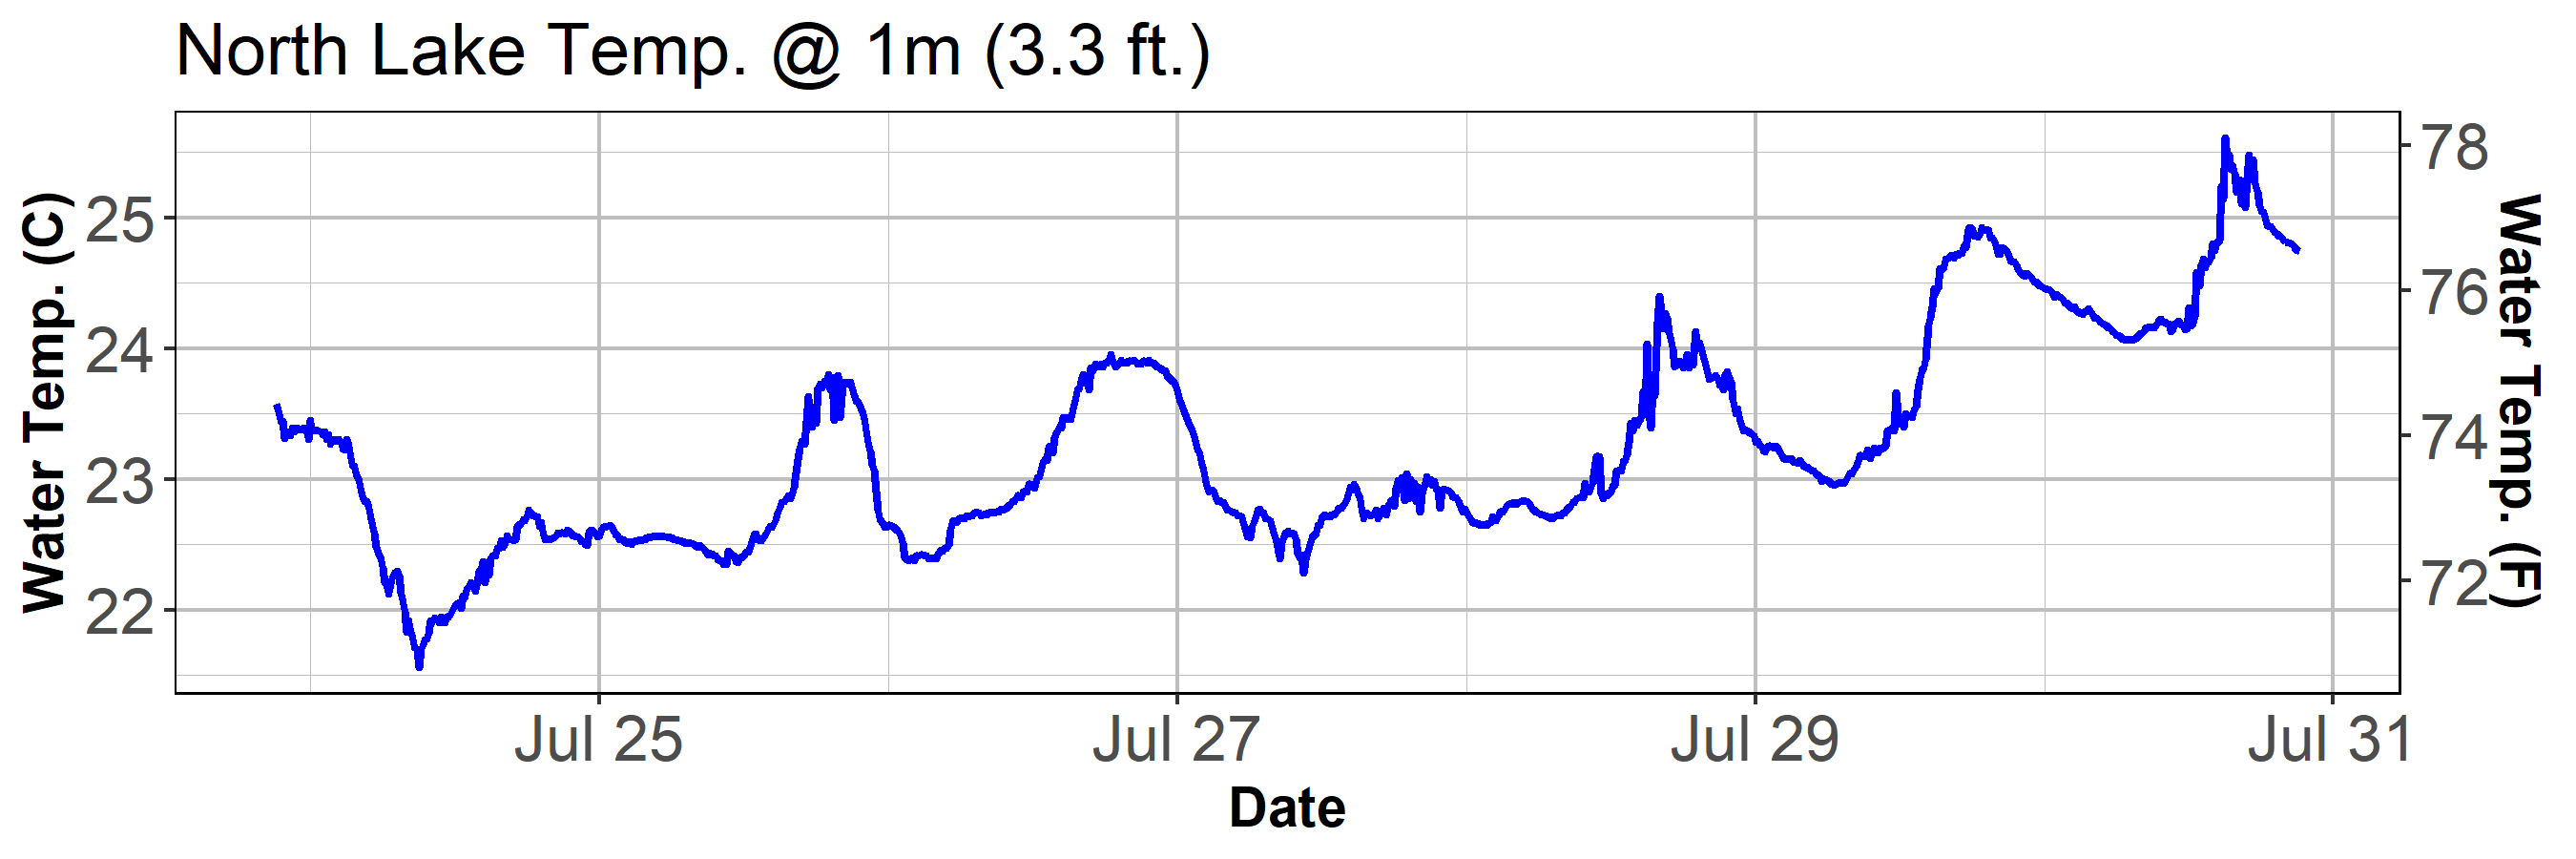 North Lake Temp. @ 1m (3.3 ft.)
Water Temp. (C)
25
24
23
22
78
76
74
72
Water Temp. (F)
Jul 25 Jul 27 Jul 29 Jul 31
Date